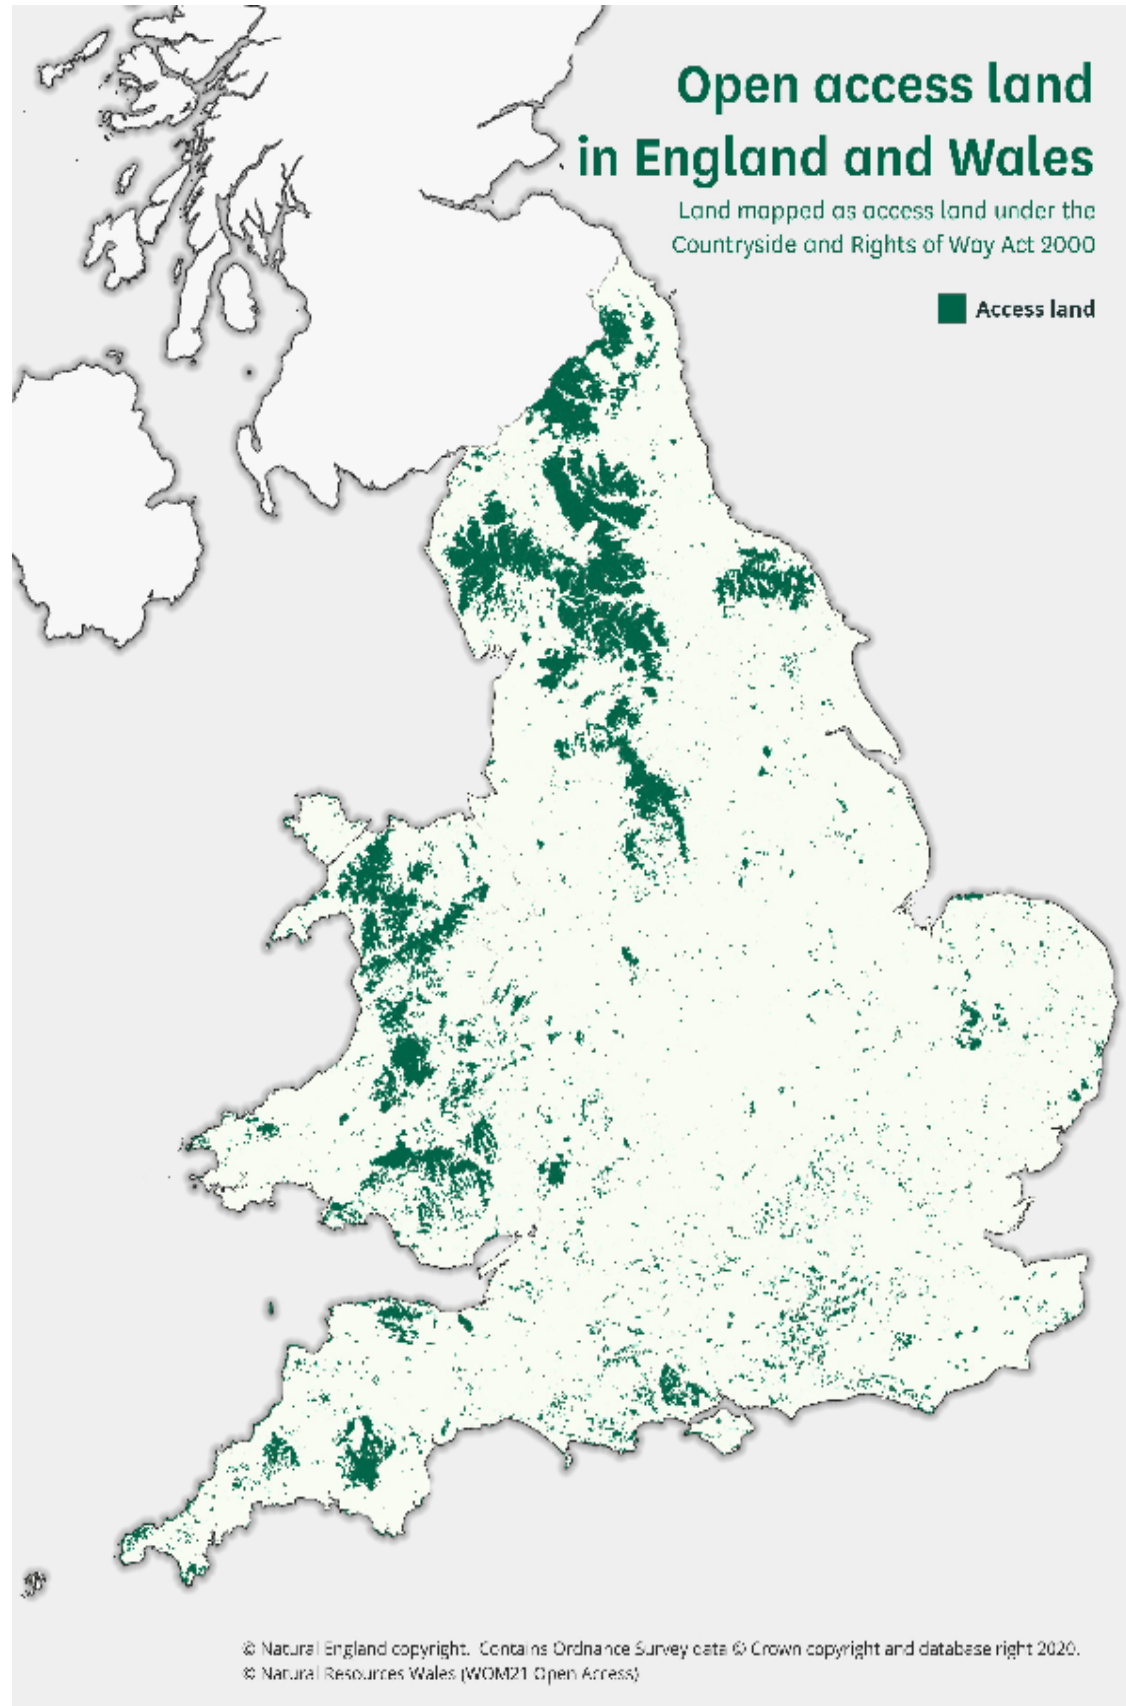 Open access land
in England and Wales
Land mapped as access land under the
Countryside and Rights of Way Act 2000
Access land
© Natural England copyright. Contains Ordnance Survey data © Crown copyright and database right 2020.
© Natural Resources Wales (WOM21 Open Access)